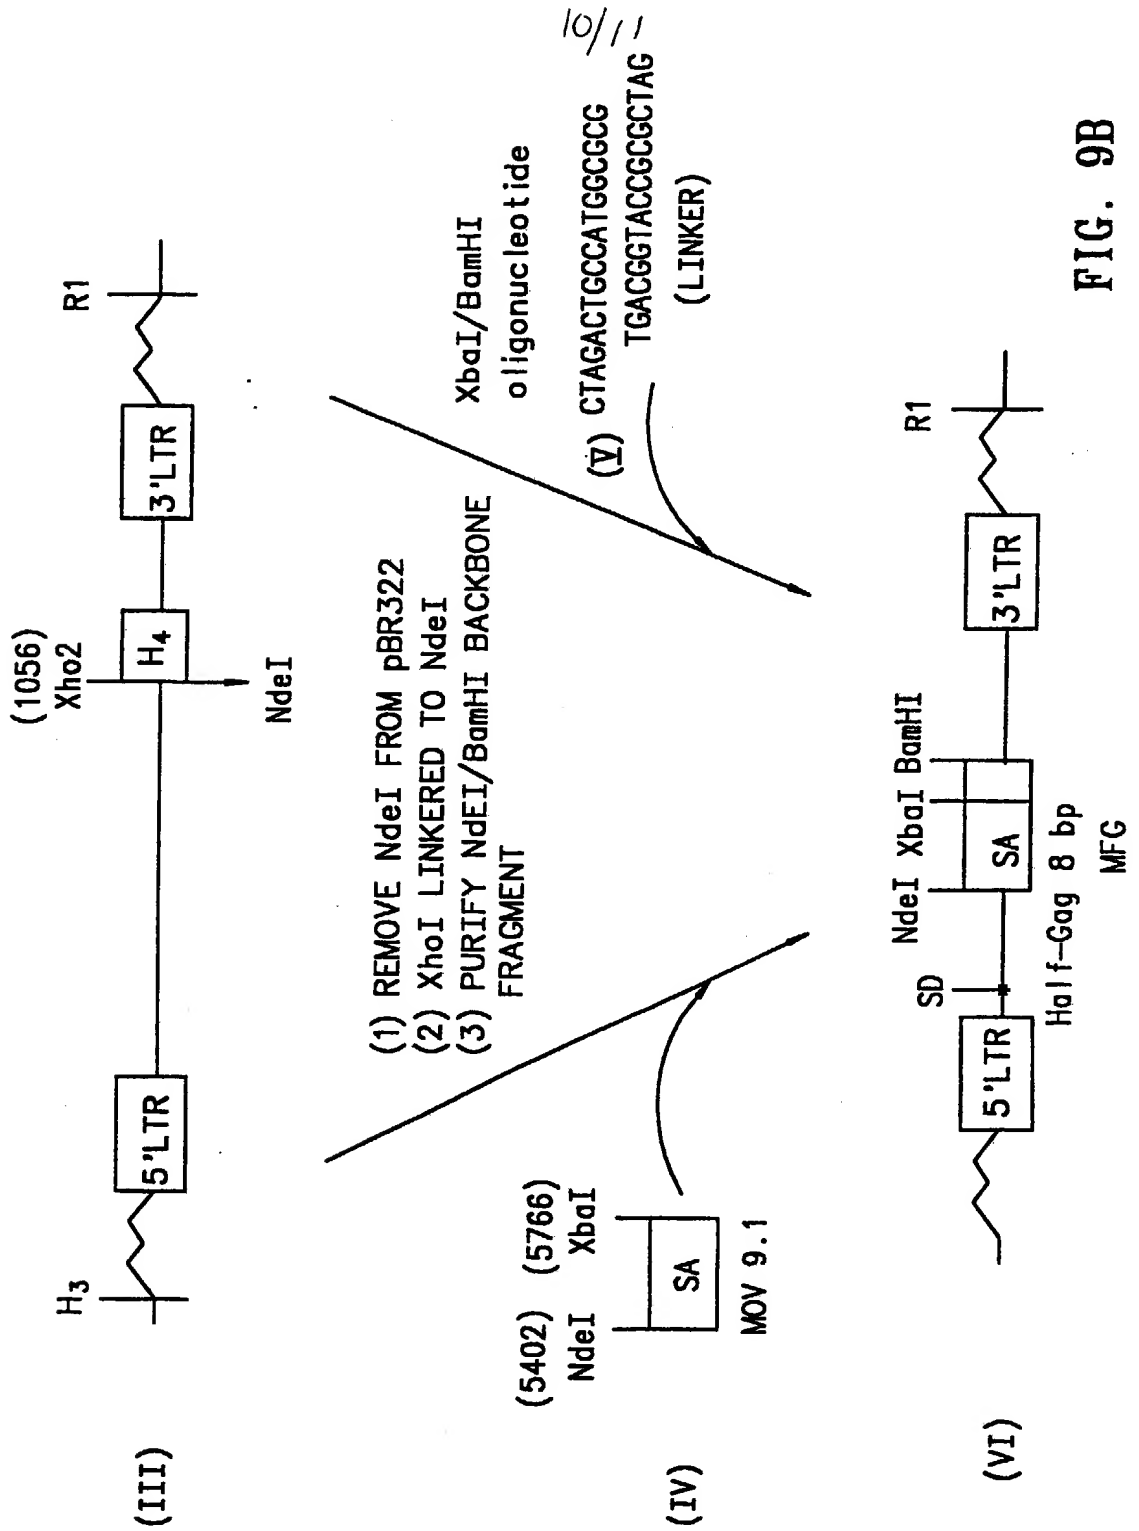 10/11
(III)
H3
5'LTR
(1056)
Xho2
H4
NdeI
3'LTR
R1
(1) REMOVE NdeI FROM pBR322
(2) XhoI LINKERED TO NdeI
(3) PURIFY NdEI/BamHI BACKBONE
FRAGMENT
XbaI/BamHI
oligonucleotide
(V) CTAGACTGCCATGGCGCG
TGACGGTACCGCGCTAG
(LINKER)
(IV)
(5402) (5766)
NdeI XbaI
SA
MOV 9.1
(VI)
5'LTR
SD
NdeI XbaI BamHI
SA
3'LTR
R1
Half-Gag 8 bp
MFG
FIG. 9B